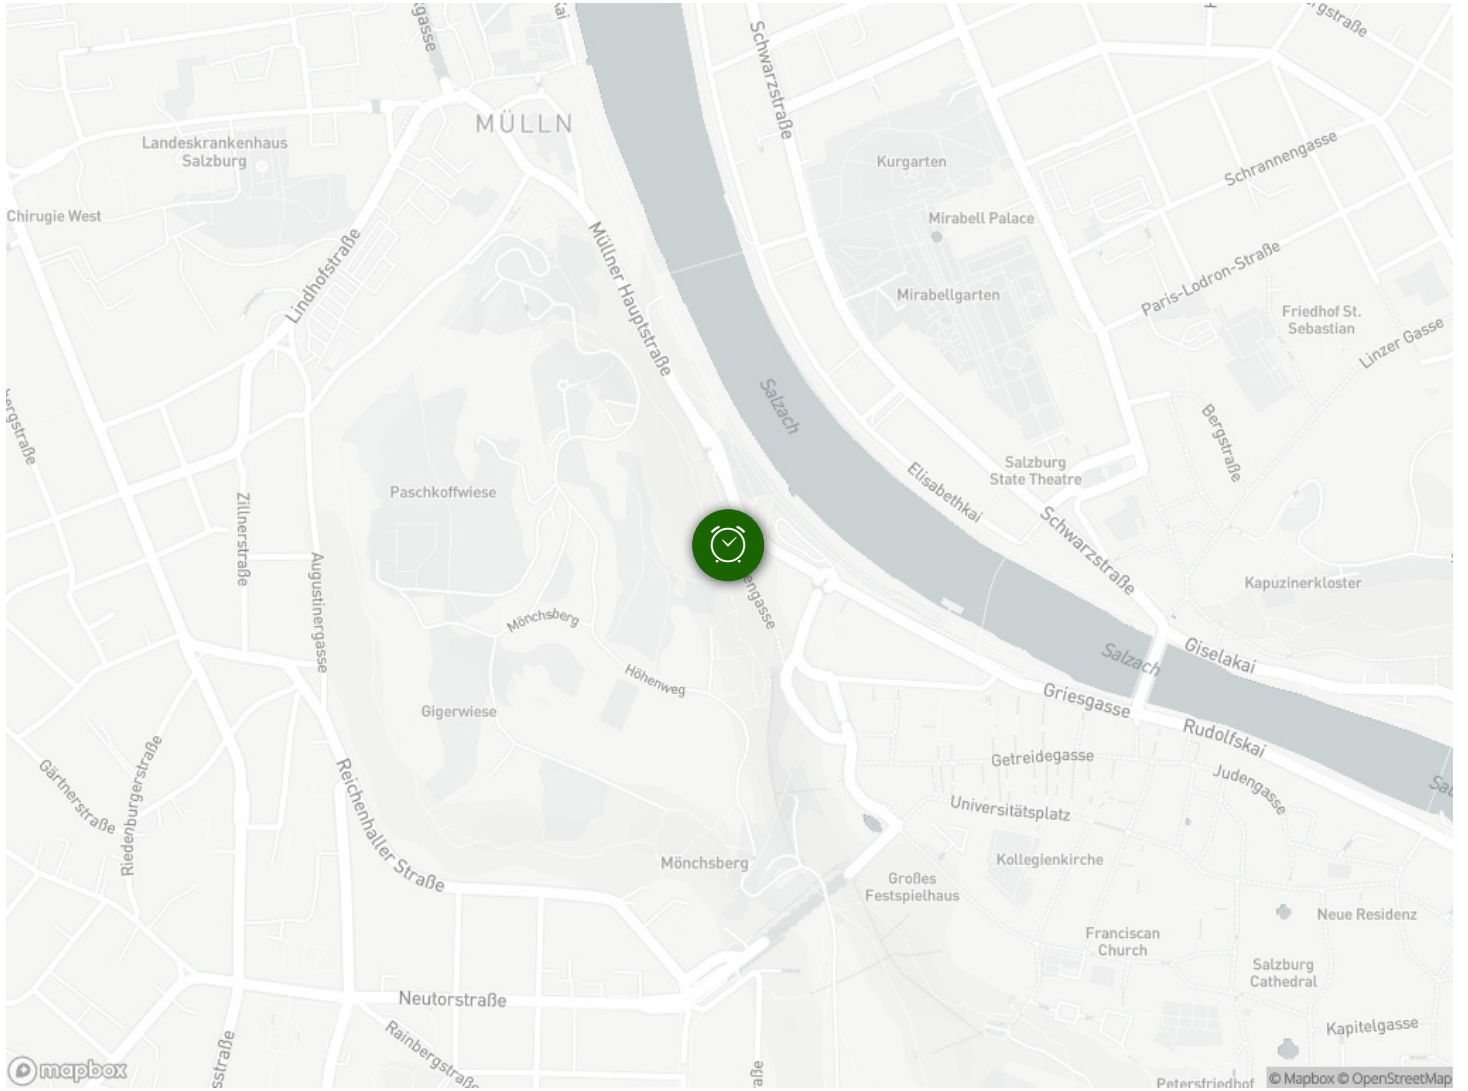 Schwarzstraße
MÜLLN
Landeskrankenhaus
Salzburg
Kurgarten
Schrannengasse
Chirugie West
Mirabell Palace
Lindhofstraße
Müllner Hauptstraße
Paris-Lodron-Straße
Mirabellgarten
Friedhof St.
Sebastian
Linzer Gasse
Salzach
Bergstraße
Salzburg
State Theatre
Paschkoffwiese
Elisabethkai
Zillnerstraße
Schwarzstraße
Augustinergasse
Kapuzinerkloster
Mönchsberg
Giselakai
Salzach
Höhenweg
Gigerwiese
Griesgasse
Rudolfskai
Riedenburgerstraße
Getreidegasse
Judengasse
Gärtnerstraße
Reichenhaller Straße
Universitätsplatz
Mönchsberg
Kollegienkirche
Großes
Festspielhaus
Neue Residenz
Franciscan
Church
Salzburg
Cathedral
Neutorstraße
Kapitelgasse
Rainbergstraße
mapbox
© Mapbox © OpenStreetMap
Petersfriedhof